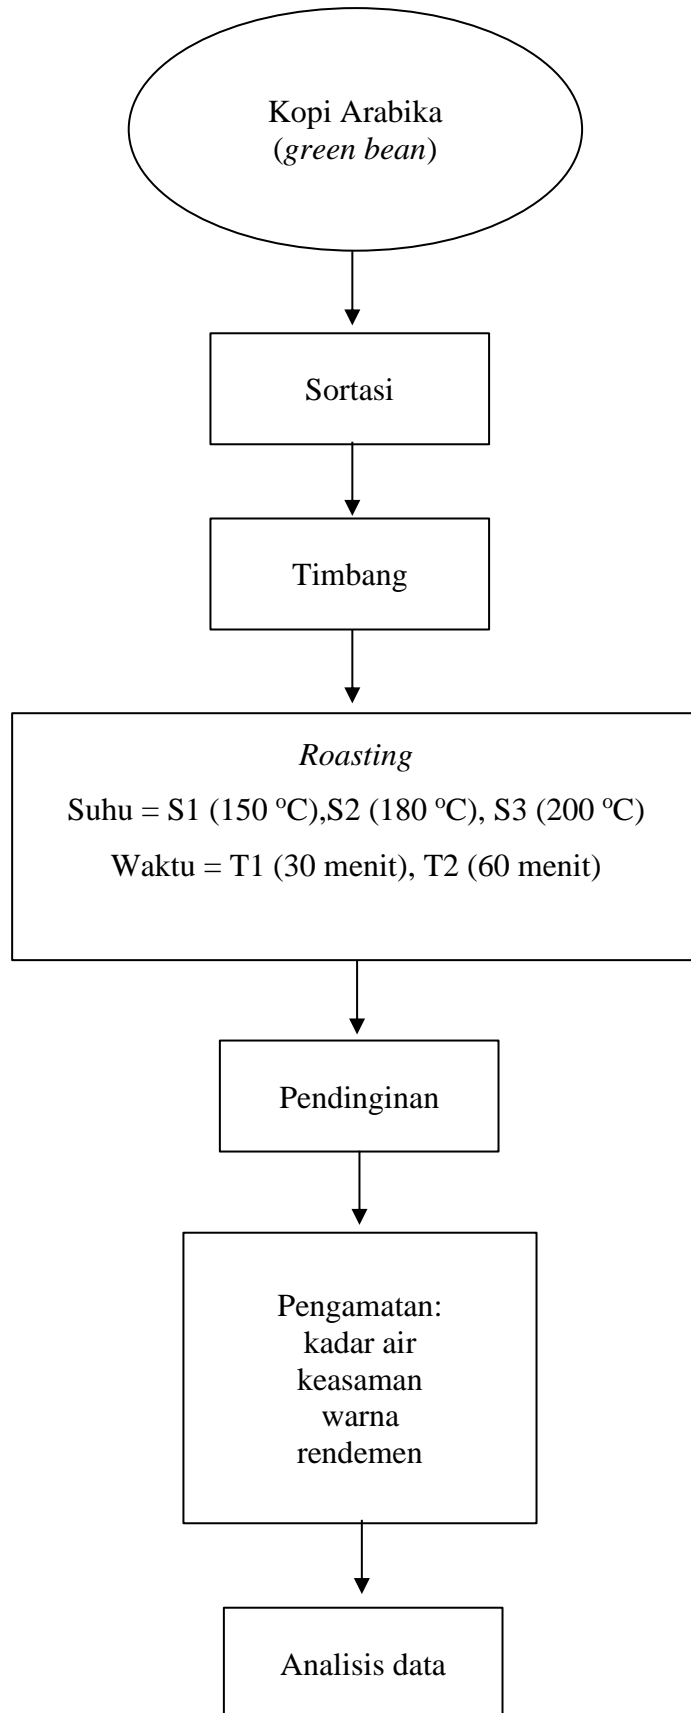 Kopi Arabika
(green bean)
Sortasi
Timbang
Roasting
Suhu = S1 (150 ºC),S2 (180 ºC), S3 (200 ºC)
Waktu = T1 (30 menit), T2 (60 menit)
Pendinginan
Pengamatan:
kadar air
keasaman
warna
rendemen
Analisis data